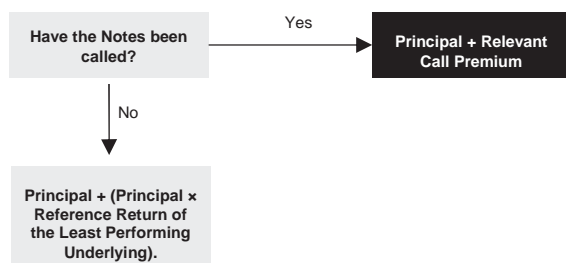 Have the Notes been
called?
Yes
Principal + Relevant
Call Premium
No
Principal + (Principal ×
Reference Return of
the Least Performing
Underlying).